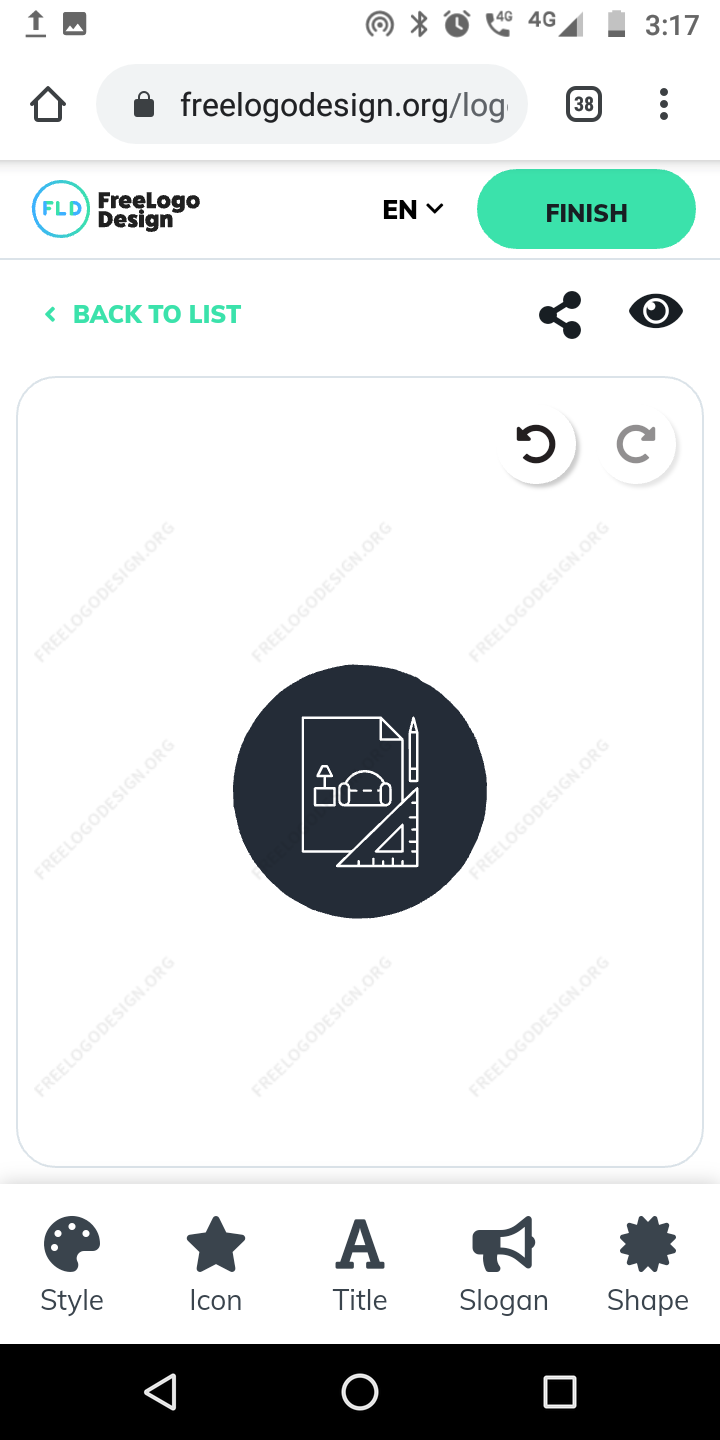 4G 4G 3:17
freelogodesign.org/log
38
FLD FreeLogo
Design
EN
FINISH
BACK TO LIST
FREELOGODESIGN.ORG FREELOGODESIGN.ORG FREELOGODESIGN.ORG
FREELOGODESIGN.ORG FREELOGODESIGN.ORG FREELOGODESIGN.ORG
FREELOGODESIGN.ORG FREELOGODESIGN.ORG FREELOGODESIGN.ORG
Style Icon Title Slogan Shape